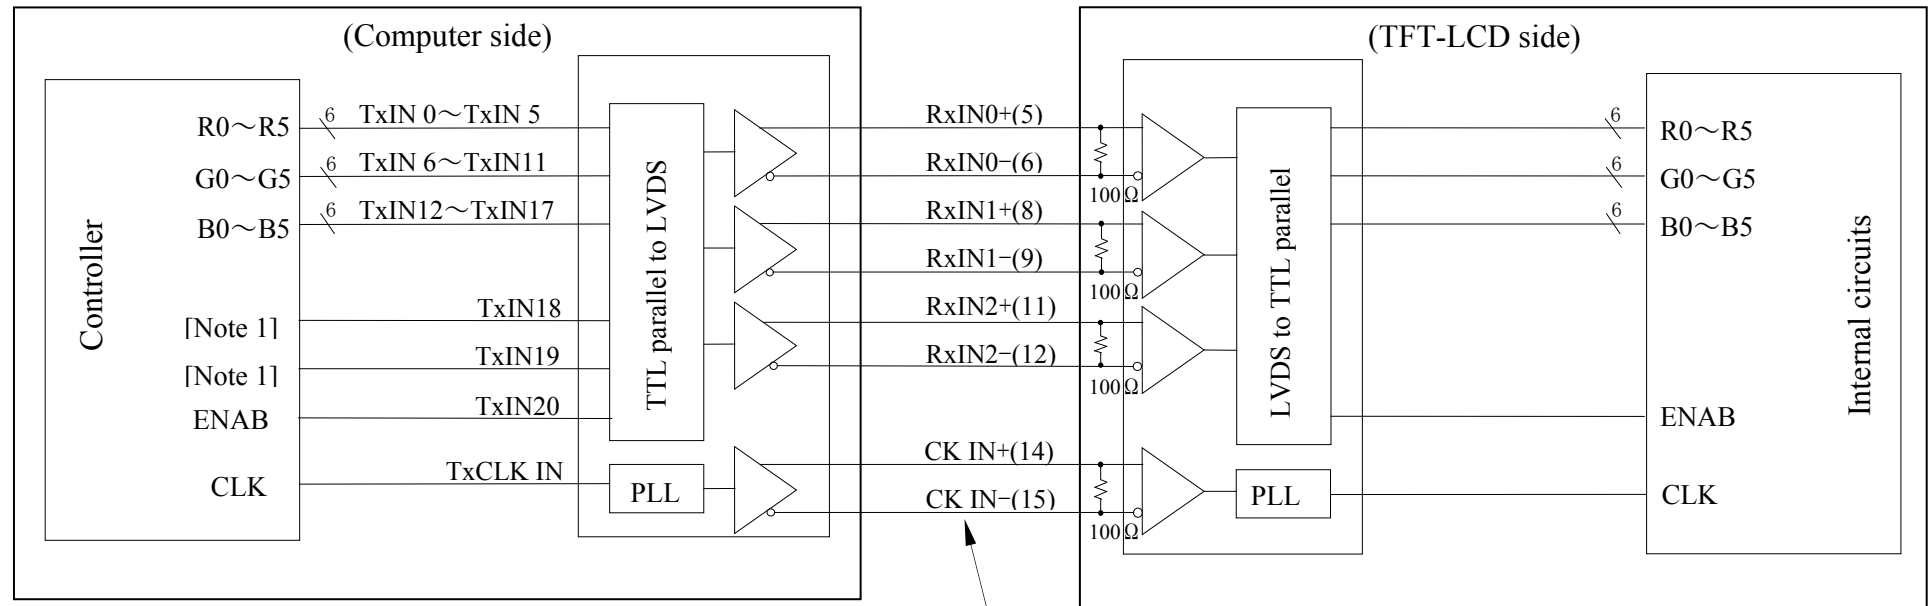 (Computer side)
(TFT-LCD side)
Controller
R0～R5
G0～G5
B0～B5
[Note 1]
[Note 1]
ENAB
CLK
6
6
6
TxIN 0～TxIN 5
TxIN 6～TxIN11
TxIN12～TxIN17
TxIN18
TxIN19
TxIN20
TxCLK IN
TTL parallel to LVDS
PLL
RxIN0+(5)
RxIN0−(6)
RxIN1+(8)
RxIN1−(9)
RxIN2+(11)
RxIN2−(12)
CK IN+(14)
CK IN−(15)
100Ω
100Ω
100Ω
100Ω
LVDS to TTL parallel
PLL
6
6
6
R0～R5
G0～G5
B0～B5
ENAB
CLK
Internal circuits